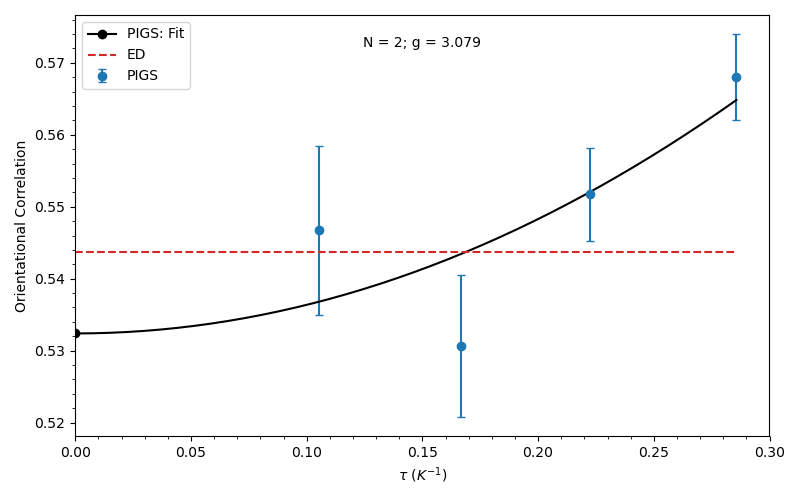 PIGS: Fit
ED
PIGS
N = 2; g = 3.079
Orientational Correlation
0.57
0.56
0.55
0.54
0.53
0.52
0.00 0.05 0.10 0.15 0.20 0.25 0.30
τ (K⁻¹)